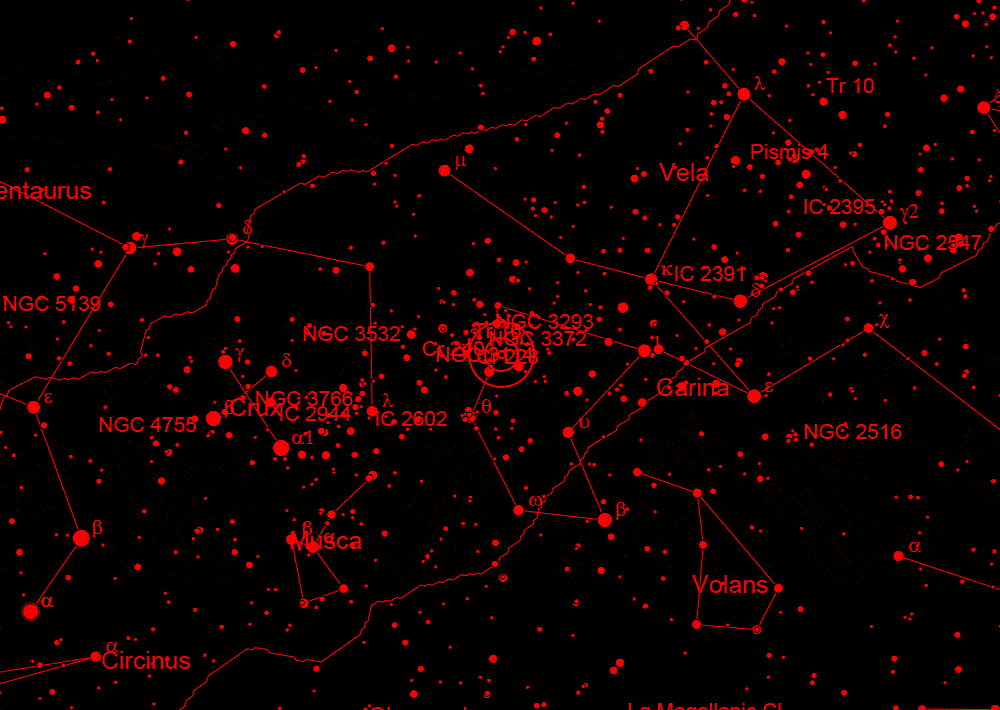 λ
Tr 10
Pismis 4
μ
Vela
entaurus
IC 2395
γ2
δ
γ
NGC 2547
κ
IC 2391
δ
NGC 5139
NGC 3293
χ
NGC 3532
NGC 3372
ι
γ
δ
Carina
ε
ε
NGC 3766
λ
θ
β
Crux
IC 2944
NGC 4755
IC 2602
υ
NGC 2516
α1
ω
β
β
β
α
Musca
α
Volans
α
α
Circinus